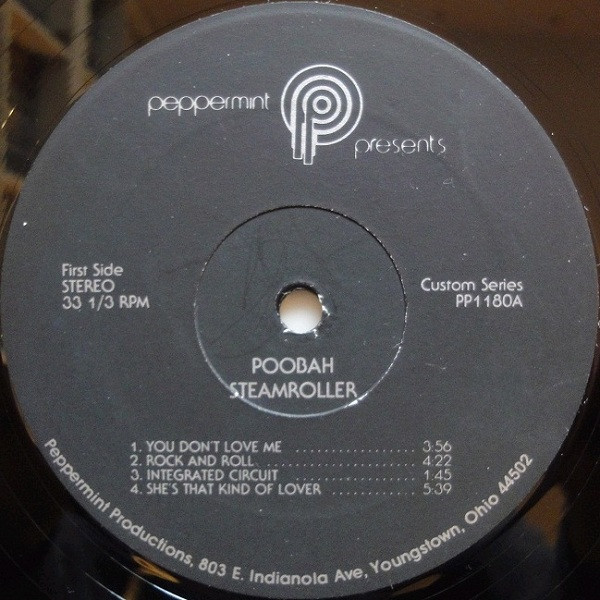 peppermint
presents
First Side
STEREO
33 1/3 RPM
Custom Series
PP1180A
POOBAH
STEAMROLLER
1. YOU DON'T LOVE ME .................. 3:56
2. ROCK AND ROLL ....................... 4:22
3. INTEGRATED CIRCUIT ................... 1:45
4. SHE'S THAT KIND OF LOVER ............. 5:39
Peppermint Productions, 803 E. Indianola Ave, Youngstown, Ohio 44502